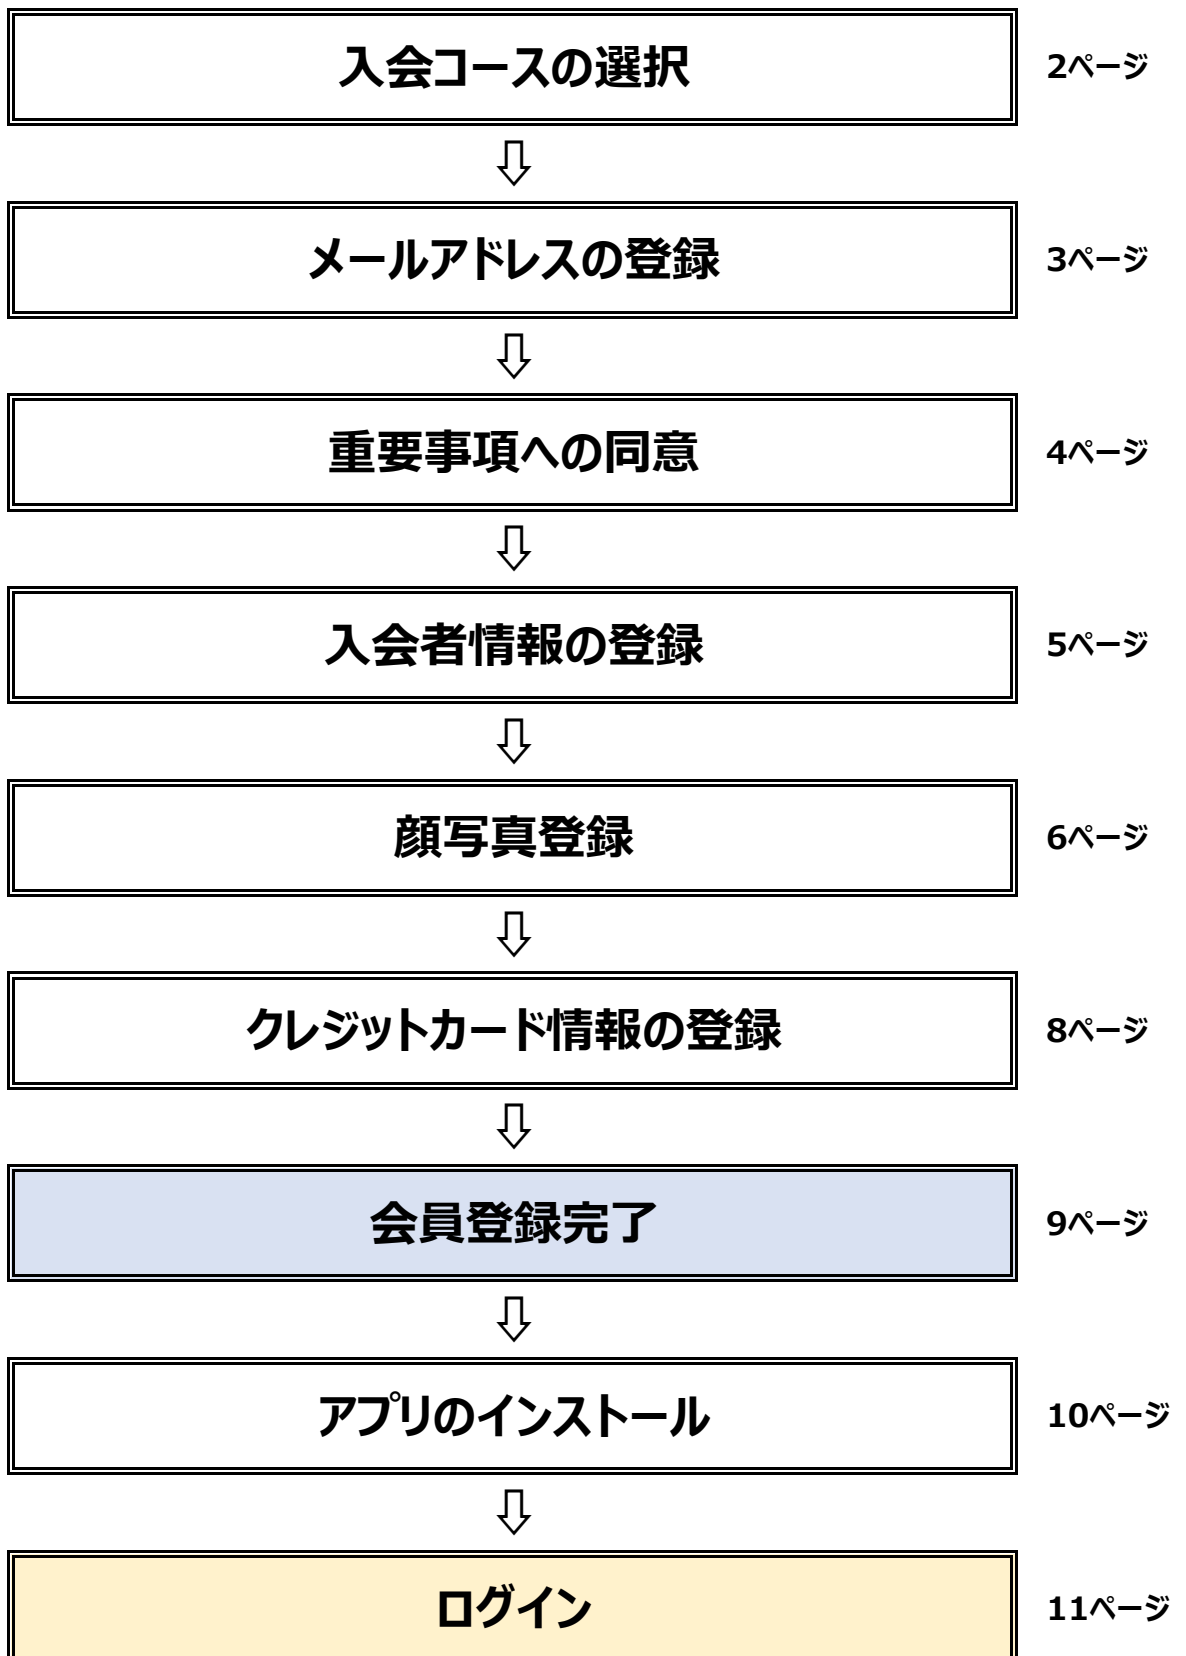 入会コースの選択 2ページ
メールアドレスの登録 3ページ
重要事項への同意 4ページ
入会者情報の登録 5ページ
顔写真登録 6ページ
クレジットカード情報の登録 8ページ
会員登録完了 9ページ
アプリのインストール 10ページ
ログイン 11ページ